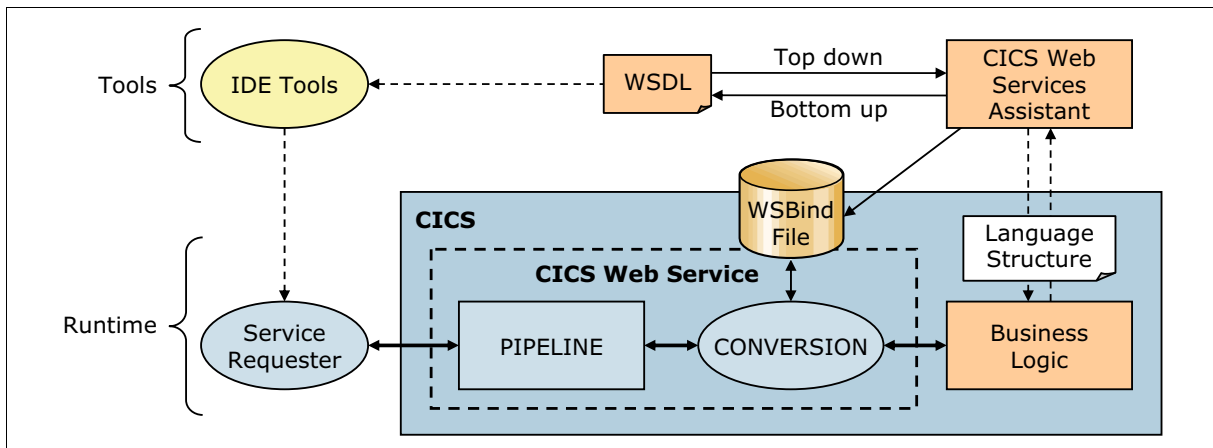 Tools
IDE Tools
WSDL
Top down
Bottom up
CICS Web
Services
Assistant
WSBind
File
CICS
Language
Structure
CICS Web Service
Runtime
Service
Requester
PIPELINE
CONVERSION
Business
Logic